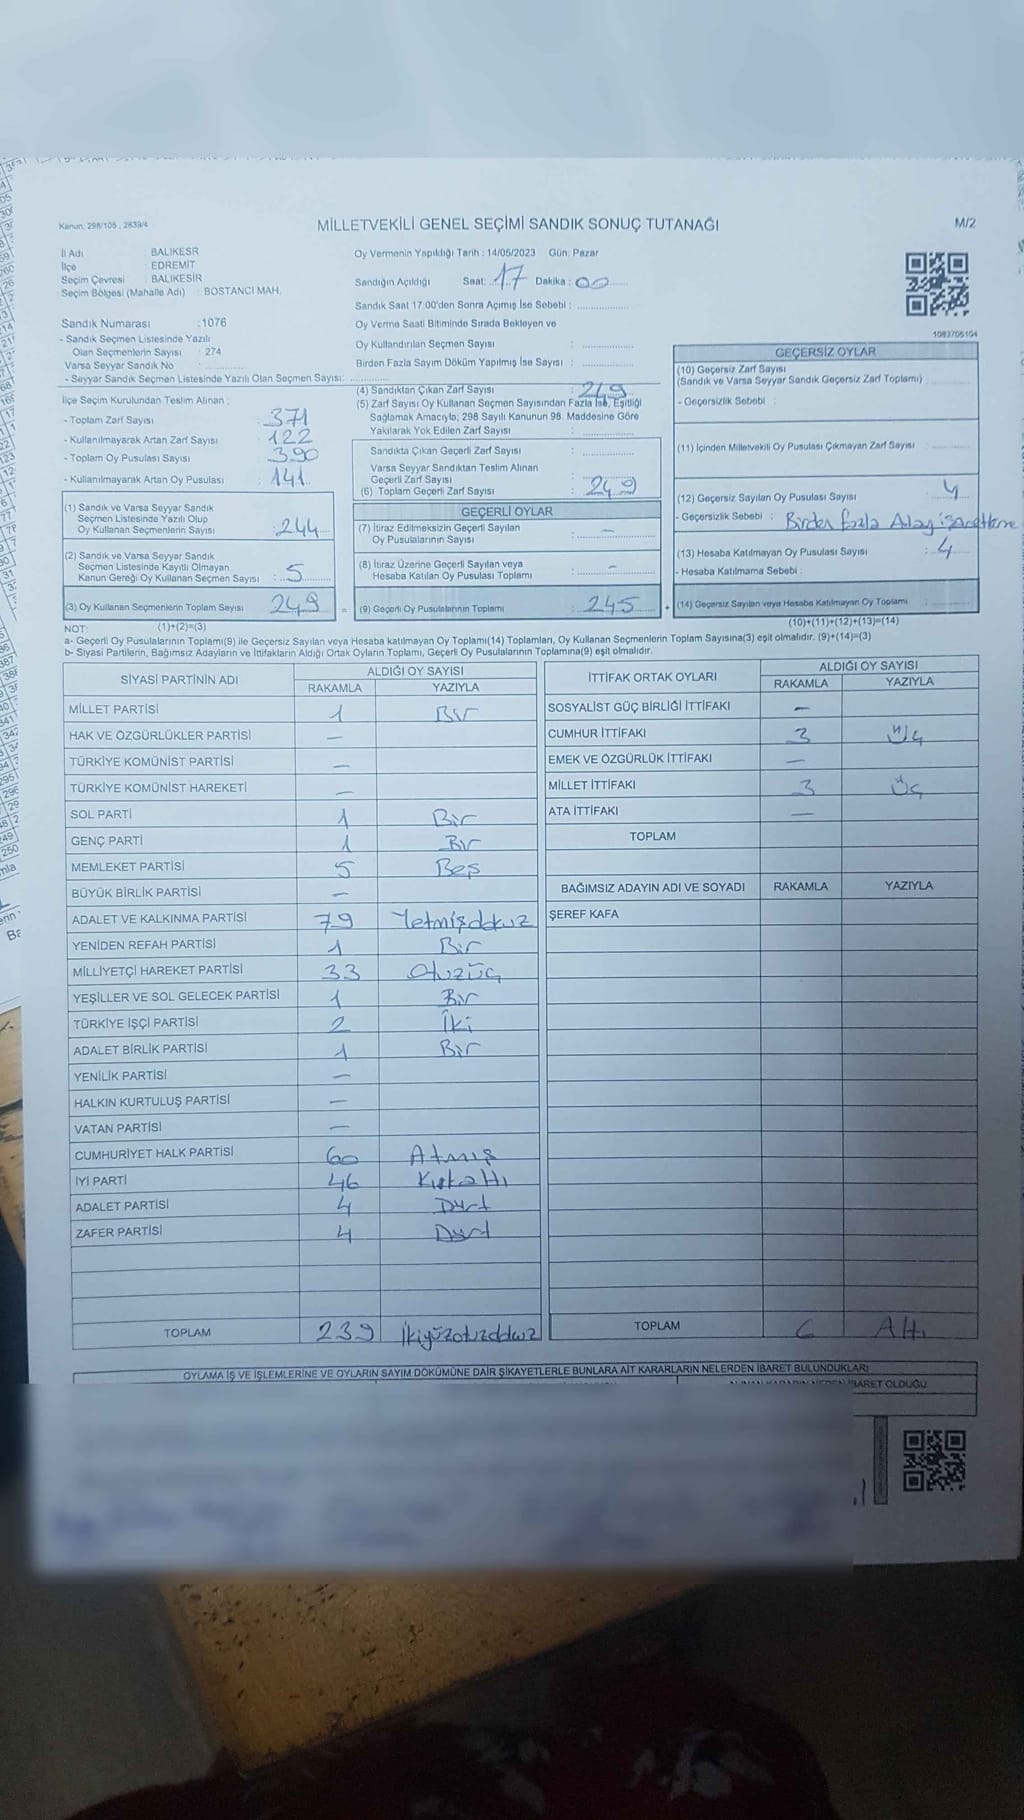 Kanun: 298/105 ; 2839/4
MİLLETVEKİLİ GENEL SEÇİMİ SANDIK SONUÇ TUTANAĞI
M/2
İl Adı : BALIKESİR
İlçe : EDREMİT
Seçim Çevresi : BALIKESİR
Seçim Bölgesi (Mahalle Adı) : BOSTANCI MAH.
Sandık Numarası : 1076
- Sandık Seçmen Listesinde Yazılı
Olan Seçmenlerin Sayısı : 274
Varsa Seyyar Sandık No :
- Seyyar Sandık Seçmen Listesinde Yazılı Olan Seçmen Sayısı:
İlçe Seçim Kurulundan Teslim Alınan ;
- Toplam Zarf Sayısı : 371
- Kullanılmayarak Artan Zarf Sayısı : 122
- Toplam Oy Pusulası Sayısı : 390
- Kullanılmayarak Artan Oy Pusulası : 141
(1) Sandık ve Varsa Seyyar Sandık
Seçmen Listesinde Yazılı Olup
Oy Kullanan Seçmenlerin Sayısı : 244
(2) Sandık ve Varsa Seyyar Sandık
Seçmen Listesinde Kayıtlı Olmayan
Kanun Gereği Oy Kullanan Seçmen Sayısı : 5
(3) Oy Kullanan Seçmenlerin Toplam Sayısı 249 =
(1)+(2)=(3)
Oy Vermenin Yapıldığı Tarih : 14/05/2023 Gün: Pazar
Sandığın Açıldığı Saat: 17 Dakika : 00
Sandık Saat 17:00'den Sonra Açımış İse Sebebi :
Oy Verme Saati Bitiminde Sırada Bekleyen ve
Oy Kullandırılan Seçmen Sayısı :
Birden Fazla Sayım Döküm Yapılmış İse Sayısı :
(4) Sandıktan Çıkan Zarf Sayısı : 249
(5) Zarf Sayısı Oy Kullanan Seçmen Sayısından Fazla İse, Eşitliği
Sağlamak Amacıyla; 298 Sayılı Kanunun 98. Maddesine Göre
Yakılarak Yok Edilen Zarf Sayısı :
Sandıkta Çıkan Geçerli Zarf Sayısı :
Varsa Seyyar Sandıktan Teslim Alınan
Geçerli Zarf Sayısı :
(6) Toplam Geçerli Zarf Sayısı : 249
GEÇERLİ OYLAR
(7) İtiraz Edilmeksizin Geçerli Sayılan
Oy Pusulalarının Sayısı : –
(8) İtiraz Üzerine Geçerli Sayılan veya
Hesaba Katılan Oy Pusulası Toplamı : –
(9) Geçerli Oy Pusulalarının Toplamı : 245 +
1083706104
GEÇERSİZ OYLAR
(10) Geçersiz Zarf Sayısı
(Sandık ve Varsa Seyyar Sandık Geçersiz Zarf Toplamı) :
- Geçersizlik Sebebi :
(11) İçinden Milletvekili Oy Pusulası Çıkmayan Zarf Sayısı :
(12) Geçersiz Sayılan Oy Pusulası Sayısı : 4
- Geçersizlik Sebebi : Birden fazla Aday işaretleme
(13) Hesaba Katılmayan Oy Pusulası Sayısı : 4
- Hesaba Katılmama Sebebi :
(14) Geçersiz Sayılan veya Hesaba Katılmayan Oy Toplamı :
(10)+(11)+(12)+(13)=(14)
NOT:
a- Geçerli Oy Pusulalarının Toplamı(9) ile Geçersiz Sayılan veya Hesaba katılmayan Oy Toplamı(14) Toplamları, Oy Kullanan Seçmenlerin Toplam Sayısına(3) eşit olmalıdır. (9)+(14)=(3)
b- Siyasi Partilerin, Bağımsız Adayların ve İttifakların Aldığı Ortak Oyların Toplamı, Geçerli Oy Pusulalarının Toplamına(9) eşit olmalıdır.
SİYASİ PARTİNİN ADI ALDIĞI OY SAYISI
RAKAMLA YAZIYLA
MİLLET PARTİSİ 1 Bir
HAK VE ÖZGÜRLÜKLER PARTİSİ –
TÜRKİYE KOMÜNİST PARTİSİ –
TÜRKİYE KOMÜNİST HAREKETİ –
SOL PARTİ 1 Bir
GENÇ PARTİ 1 Bir
MEMLEKET PARTİSİ 5 Beş
BÜYÜK BİRLİK PARTİSİ –
ADALET VE KALKINMA PARTİSİ 79 Yetmişdokuz
YENİDEN REFAH PARTİSİ 1 Bir
MİLLİYETÇİ HAREKET PARTİSİ 33 Otuzüç
YEŞİLLER VE SOL GELECEK PARTİSİ 1 Bir
TÜRKİYE İŞÇİ PARTİSİ 2 İki
ADALET BİRLİK PARTİSİ 1 Bir
YENİLİK PARTİSİ –
HALKIN KURTULUŞ PARTİSİ –
VATAN PARTİSİ –
CUMHURİYET HALK PARTİSİ 60 Atmış
İYİ PARTİ 46 Kırkaltı
ADALET PARTİSİ 4 Dört
ZAFER PARTİSİ 4 Dört
TOPLAM 239 İkiyüzotuzdokuz
İTTİFAK ORTAK OYLARI ALDIĞI OY SAYISI
RAKAMLA YAZIYLA
SOSYALİST GÜÇ BİRLİĞİ İTTİFAKI –
CUMHUR İTTİFAKI 3 Üç
EMEK VE ÖZGÜRLÜK İTTİFAKI –
MİLLET İTTİFAKI 3 Üç
ATA İTTİFAKI –
TOPLAM
BAĞIMSIZ ADAYIN ADI VE SOYADI RAKAMLA YAZIYLA
ŞEREF KAFA
TOPLAM 6 Altı
OYLAMA İŞ VE İŞLEMLERİNE VE OYLARIN SAYIM DÖKÜMÜNE DAİR ŞİKAYETLERLE BUNLARA AİT KARARLARIN NELERDEN İBARET BULUNDUKLARI
İBARET OLDUĞU